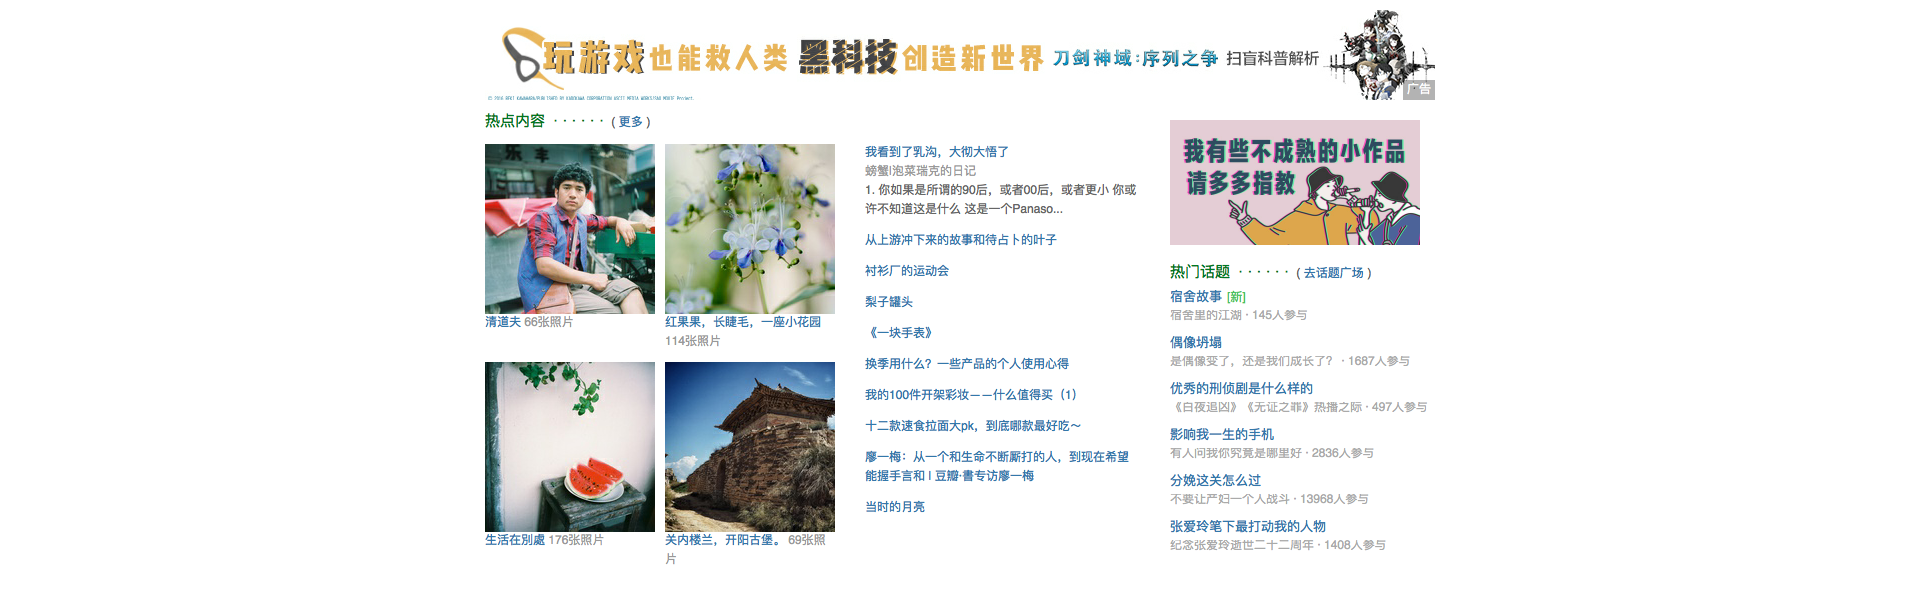 玩游戏也能救人类 黑科技创造新世界 刀剑神域:序列之争 扫盲科普解析
广告
热点内容 · · · · · · ( 更多 )
清道夫 66张照片
红果果，长睫毛，一座小花园
114张照片
生活在別處 176张照片
关内楼兰，开阳古堡。 69张照
片
我看到了乳沟，大彻大悟了
螃蟹|泡菜瑞克的日记
1. 你如果是所谓的90后，或者00后，或者更小 你或
许不知道这是什么 这是一个Panaso...
从上游冲下来的故事和待占卜的叶子
衬衫厂的运动会
梨子罐头
《一块手表》
换季用什么？一些产品的个人使用心得
我的100件开架彩妆——什么值得买（1）
十二款速食拉面大pk，到底哪款最好吃～
廖一梅：从一个和生命不断厮打的人，到现在希望
能握手言和 | 豆瓣·書专访廖一梅
当时的月亮
我有些不成熟的小作品
请多多指教
热门话题 · · · · · · ( 去话题广场 )
宿舍故事 [新]
宿舍里的江湖 · 145人参与
偶像坍塌
是偶像变了，还是我们成长了？ · 1687人参与
优秀的刑侦剧是什么样的
《白夜追凶》《无证之罪》热播之际 · 497人参与
影响我一生的手机
有人问我你究竟是哪里好 · 2836人参与
分娩这关怎么过
不要让产妇一个人战斗 · 13968人参与
张爱玲笔下最打动我的人物
纪念张爱玲逝世二十二周年 · 1408人参与